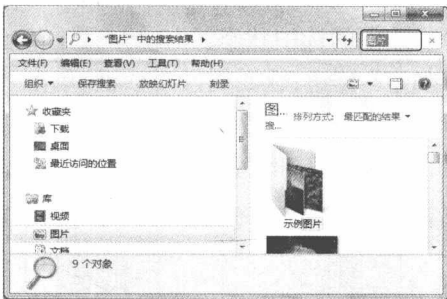 "图片"中的搜索结果
图片
文件(F) 编辑(E) 查看(V) 工具(T) 帮助(H)
组织 保存搜索 放映幻灯片 刻录
收藏夹
下载
桌面
最近访问的位置
库
视频
图片
文档
图...
搜...
排列方式: 最匹配的结果
示例图片
9 个对象